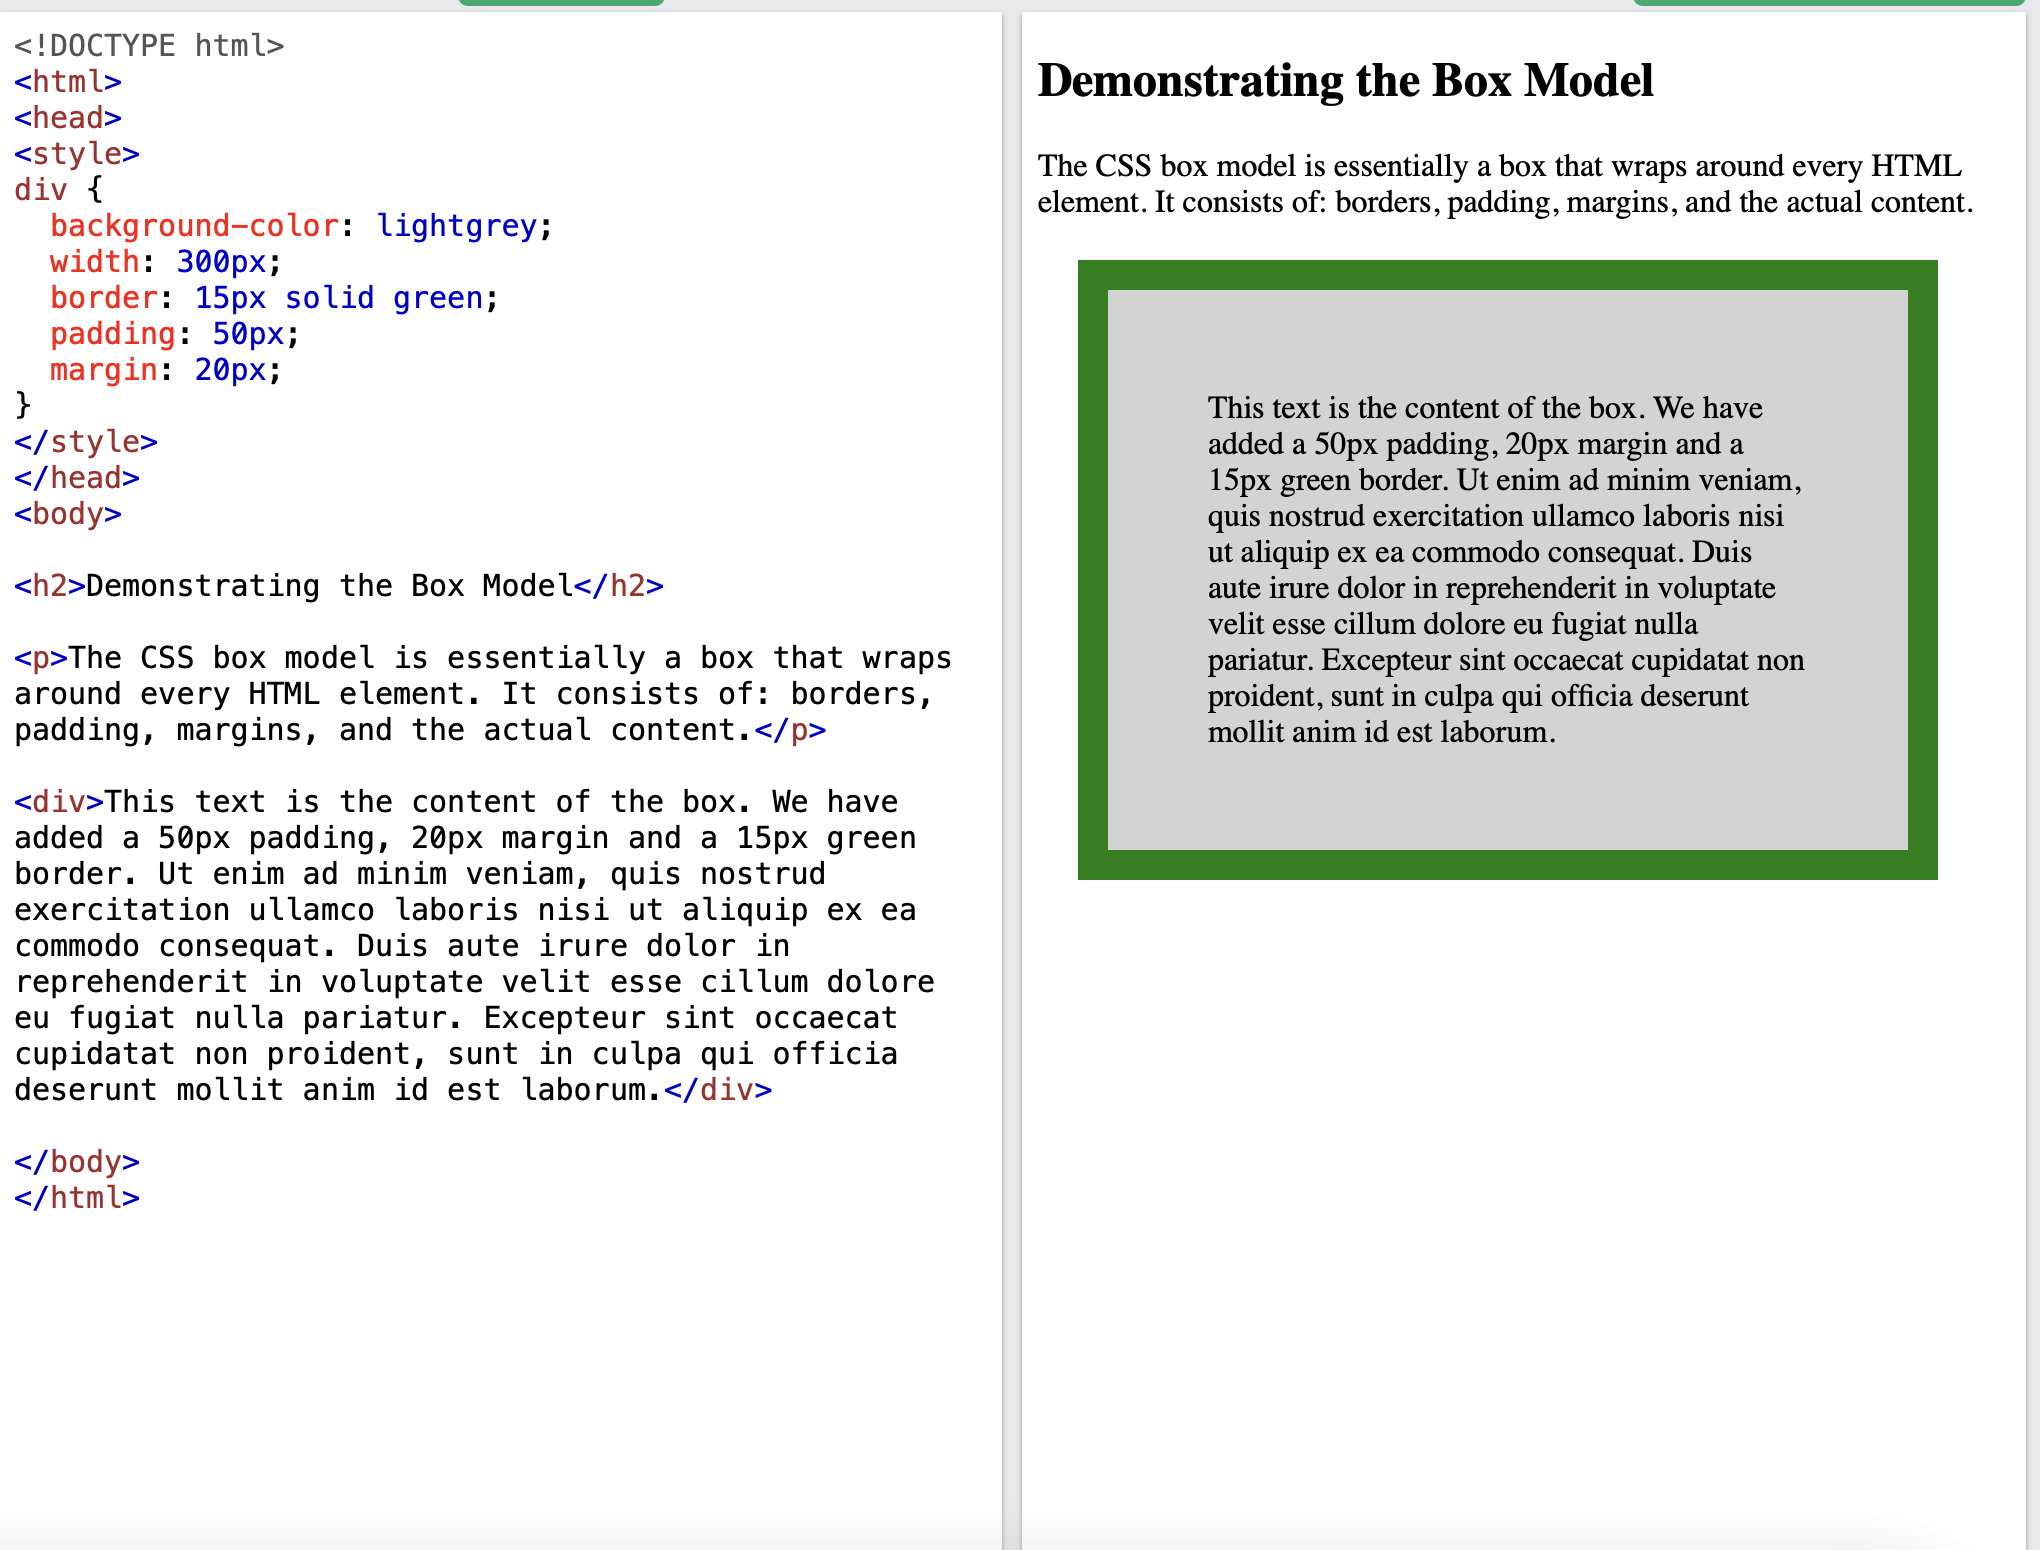 <!DOCTYPE html>
<html>
<head>
<style>
div {
  background-color: lightgrey;
  width: 300px;
  border: 15px solid green;
  padding: 50px;
  margin: 20px;
}
</style>
</head>
<body>

<h2>Demonstrating the Box Model</h2>

<p>The CSS box model is essentially a box that wraps
around every HTML element. It consists of: borders,
padding, margins, and the actual content.</p>

<div>This text is the content of the box. We have
added a 50px padding, 20px margin and a 15px green
border. Ut enim ad minim veniam, quis nostrud
exercitation ullamco laboris nisi ut aliquip ex ea
commodo consequat. Duis aute irure dolor in
reprehenderit in voluptate velit esse cillum dolore
eu fugiat nulla pariatur. Excepteur sint occaecat
cupidatat non proident, sunt in culpa qui officia
deserunt mollit anim id est laborum.</div>

</body>
</html>
Demonstrating the Box Model
The CSS box model is essentially a box that wraps around every HTML
element. It consists of: borders, padding, margins, and the actual content.
This text is the content of the box. We have
added a 50px padding, 20px margin and a
15px green border. Ut enim ad minim veniam,
quis nostrud exercitation ullamco laboris nisi
ut aliquip ex ea commodo consequat. Duis
aute irure dolor in reprehenderit in voluptate
velit esse cillum dolore eu fugiat nulla
pariatur. Excepteur sint occaecat cupidatat non
proident, sunt in culpa qui officia deserunt
mollit anim id est laborum.